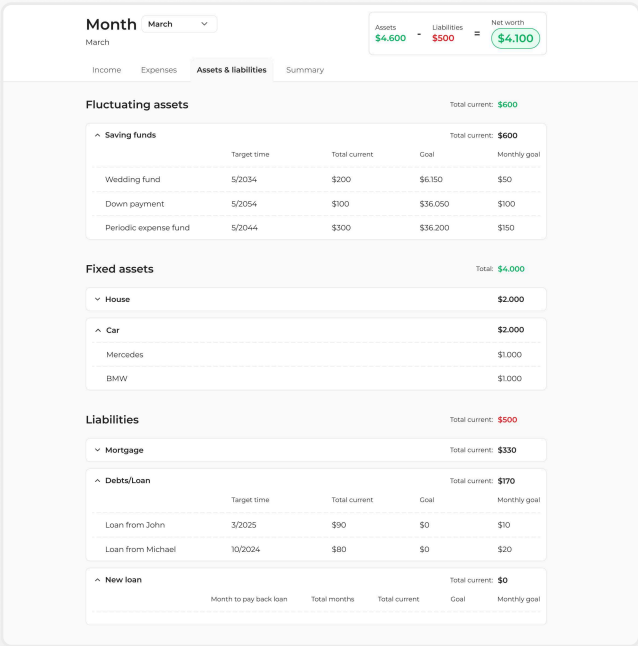 Month March
March
Assets Liabilities Net worth
$4.600 - $500 = $4.100
Income Expenses Assets & liabilities Summary
Fluctuating assets Total current: $600
Saving funds Total current: $600
Target time Total current Goal Monthly goal
Wedding fund 5/2034 $200 $6.150 $50
Down payment 5/2054 $100 $36.050 $100
Periodic expense fund 5/2044 $300 $36.200 $150
Fixed assets Total: $4.000
House $2.000
Car $2.000
Mercedes $1.000
BMW $1.000
Liabilities Total current: $500
Mortgage Total current: $330
Debts/Loan Total current: $170
Target time Total current Goal Monthly goal
Loan from John 3/2025 $90 $0 $10
Loan from Michael 10/2024 $80 $0 $20
New loan Total current: $0
Month to pay back loan Total months Total current Goal Monthly goal